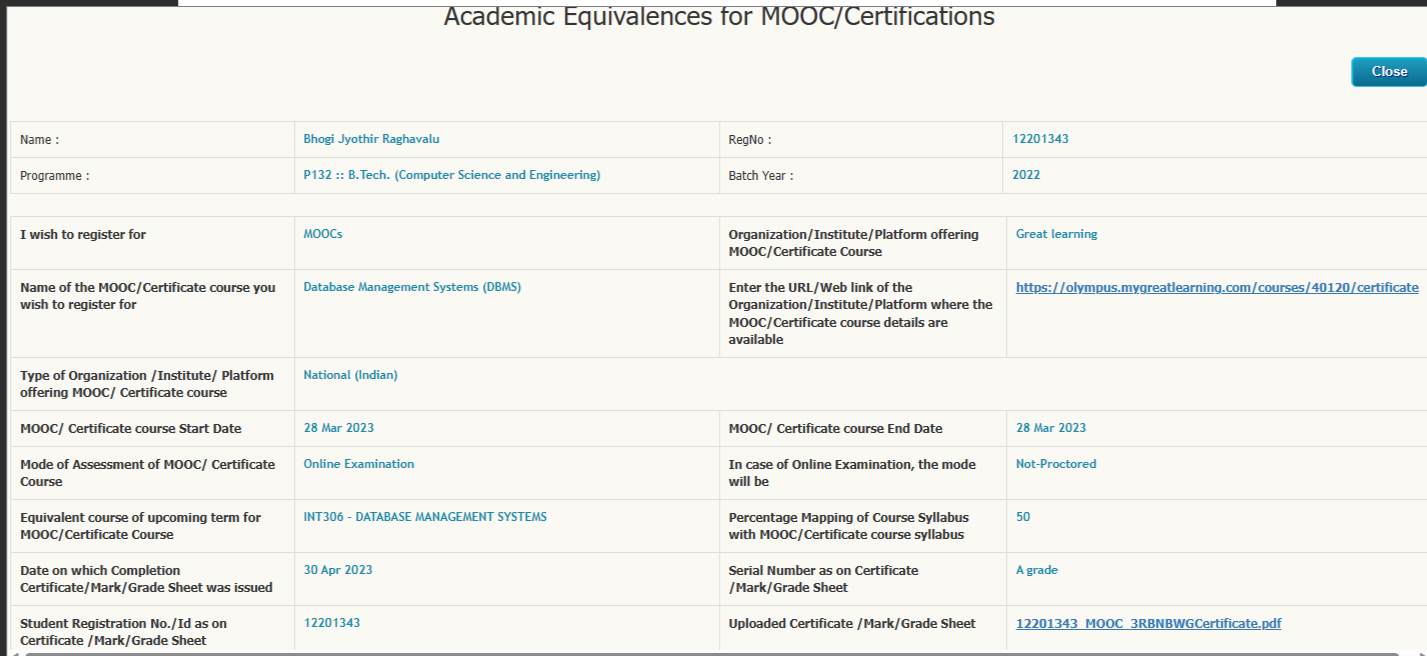 Academic Equivalences for MOOC/Certifications
Close
Name :
Bhogi Jyothir Raghavalu
RegNo :
12201343
Programme :
P132 :: B.Tech. (Computer Science and Engineering)
Batch Year :
2022
I wish to register for
MOOCs
Organization/Institute/Platform offering
MOOC/Certificate Course
Great learning
Name of the MOOC/Certificate course you
wish to register for
Database Management Systems (DBMS)
Enter the URL/Web link of the
Organization/Institute/Platform where the
MOOC/Certificate course details are
available
https://olympus.mygreatlearning.com/courses/40120/certificate
Type of Organization /Institute/ Platform
offering MOOC/ Certificate course
National (Indian)
MOOC/ Certificate course Start Date
28 Mar 2023
MOOC/ Certificate course End Date
28 Mar 2023
Mode of Assessment of MOOC/ Certificate
Course
Online Examination
In case of Online Examination, the mode
will be
Not-Proctored
Equivalent course of upcoming term for
MOOC/Certificate Course
INT306 - DATABASE MANAGEMENT SYSTEMS
Percentage Mapping of Course Syllabus
with MOOC/Certificate course syllabus
50
Date on which Completion
Certificate/Mark/Grade Sheet was issued
30 Apr 2023
Serial Number as on Certificate
/Mark/Grade Sheet
A grade
Student Registration No./Id as on
Certificate /Mark/Grade Sheet
12201343
Uploaded Certificate /Mark/Grade Sheet
12201343_MOOC_3RBNBWGCertificate.pdf